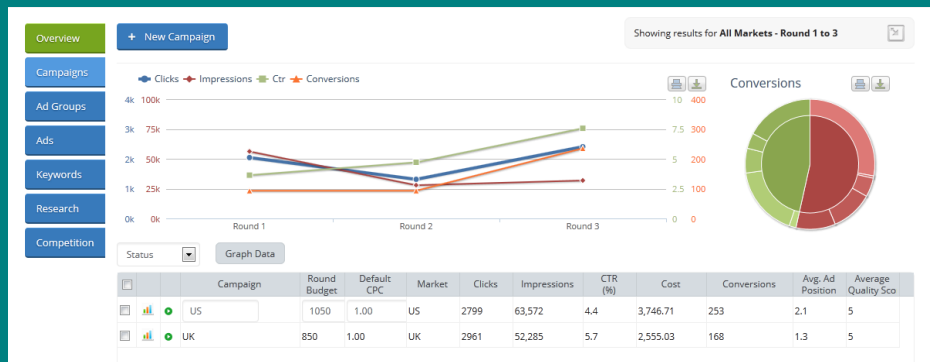 Overview
Campaigns
Ad Groups
Ads
Keywords
Research
Competition
+ New Campaign
Showing results for All Markets - Round 1 to 3
Clicks Impressions Ctr Conversions
4k 100k 10 400
3k 75k 7.5 300
2k 50k 5 200
1k 25k 2.5 100
0k 0k 0 0
Round 1 Round 2 Round 3
Conversions
Status
Graph Data
Campaign Round Budget Default CPC Market Clicks Impressions CTR (%) Cost Conversions Avg. Ad Position Average Quality Sco
US 1050 1.00 US 2799 63,572 4.4 3,746.71 253 2.1 5
UK 850 1.00 UK 2961 52,285 5.7 2,555.03 168 1.3 5